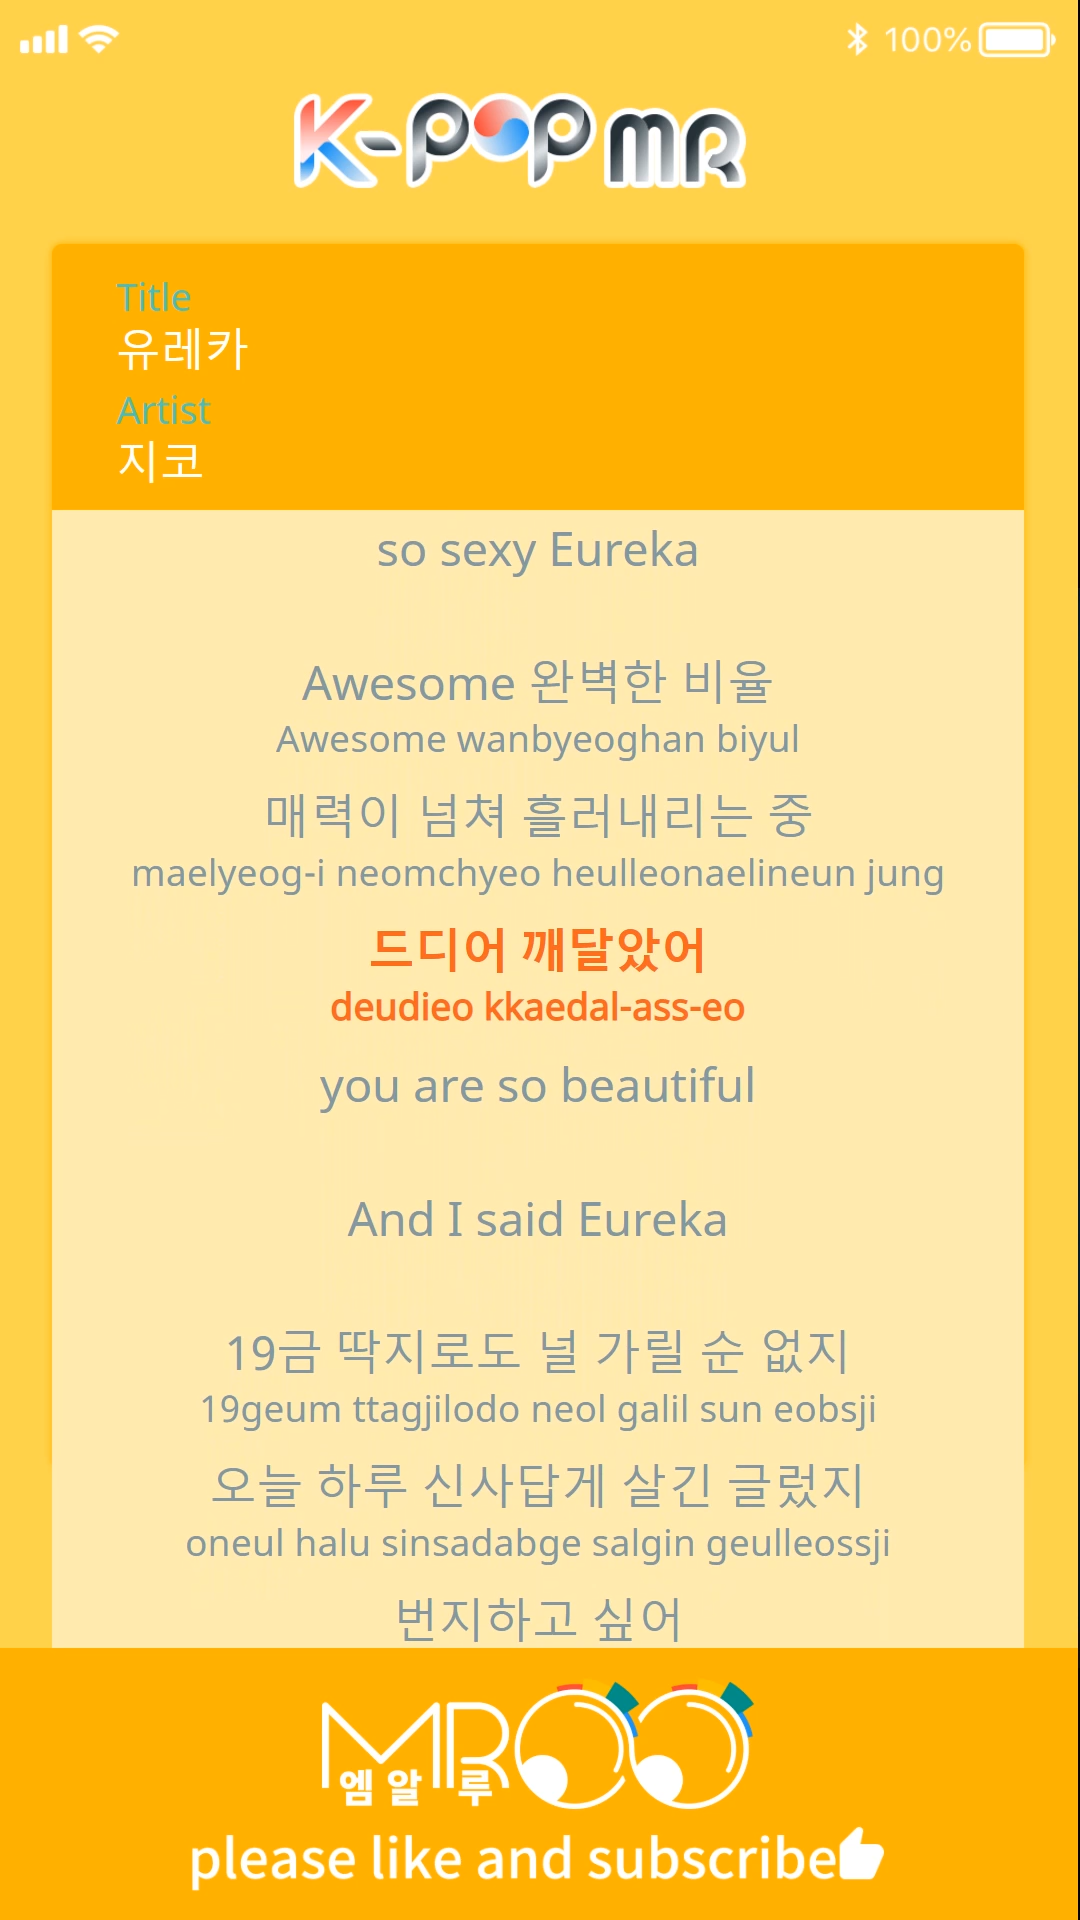 100%
K-POP MR
Title
유레카
Artist
지코
so sexy Eureka
Awesome 완벽한 비율
Awesome wanbyeoghan biyul
매력이 넘쳐 흘러내리는 중
maelyeog-i neomchyeo heulleonaelineun jung
드디어 깨달았어
deudieo kkaedal-ass-eo
you are so beautiful
And I said Eureka
19금 딱지로도 널 가릴 순 없지
19geum ttagjilodo neol galil sun eobsji
오늘 하루 신사답게 살긴 글렀지
oneul halu sinsadabge salgin geulleossji
번지하고 싶어
MROO
엠알루
please like and subscribe